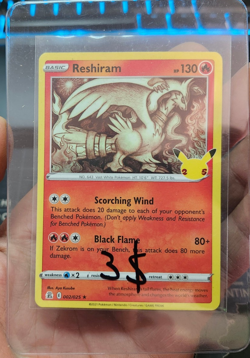 BASIC
Reshiram
HP 130
Scorching Wind
This attack does 20 damage to each of your opponent's
Benched Pokémon. (Don't apply Weakness and Resistance
for Benched Pokémon.)
Black Flame 80+
If Zekrom is on your Bench, this attack does 80 more
damage.
3$
weakness ×2 resistance retreat
002/025